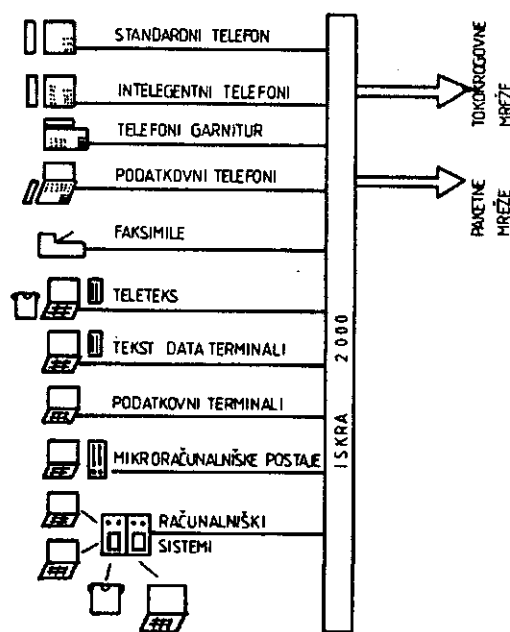 STANDARDNI TELEFON
INTELEGENTNI TELEFONI
TELEFONI GARNITUR
PODATKOVNI TELEFONI
FAKSIMILE
TELETEKS
TEKST DATA TERMINALI
PODATKOVNI TERMINALI
MIKRORAČUNALNIŠKE POSTAJE
RAČUNALNIŠKI
SISTEMI
ISKRA 2000
TOKOKROGOVNE
MREŽE
PAKETNE
MREŽE